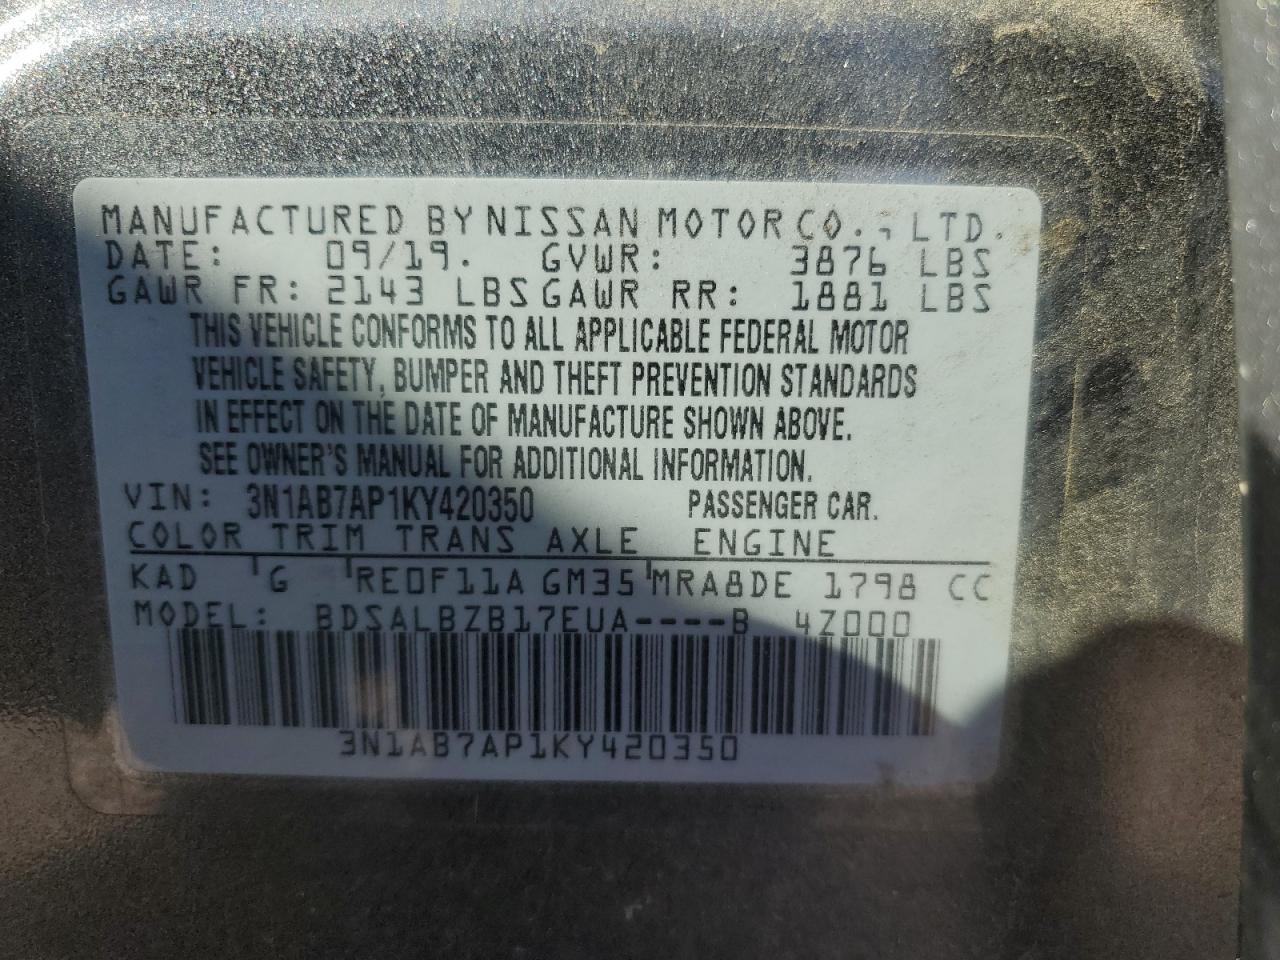 MANUFACTURED BY NISSAN MOTOR CO., LTD.
DATE: 09/19. GVWR: 3876 LBS
GAWR FR: 2143 LBS GAWR RR: 1881 LBS
THIS VEHICLE CONFORMS TO ALL APPLICABLE FEDERAL MOTOR
VEHICLE SAFETY, BUMPER AND THEFT PREVENTION STANDARDS
IN EFFECT ON THE DATE OF MANUFACTURE SHOWN ABOVE.
SEE OWNER'S MANUAL FOR ADDITIONAL INFORMATION.
VIN: 3N1AB7AP1KY420350 PASSENGER CAR.
COLOR TRIM TRANS AXLE ENGINE
KAD G RE0F11A GM35 MRA8DE 1798 CC
MODEL: BDSALBZB17EUA----B 4Z000
3N1AB7AP1KY420350